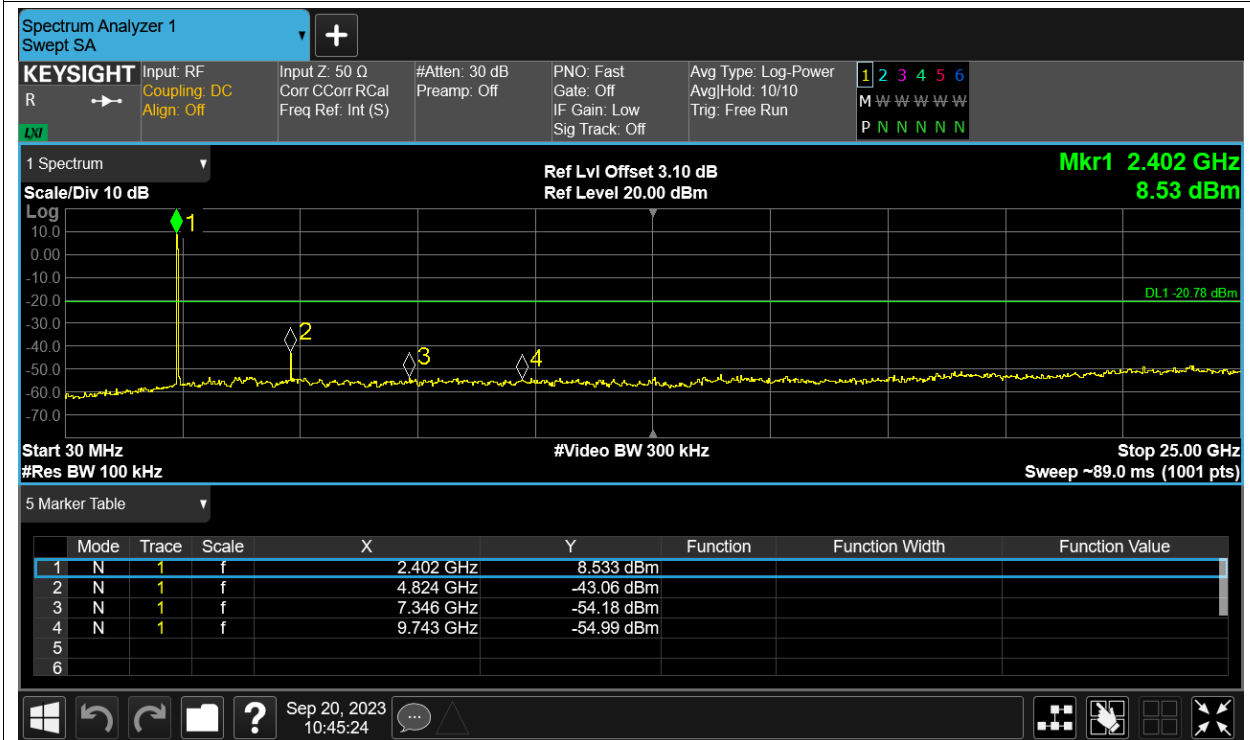 Spectrum Analyzer 1
Swept SA
+
KEYSIGHT
R
LXI
Input: RF
Coupling: DC
Align: Off
Input Z: 50 Ω
Corr CCorr RCal
Freq Ref: Int (S)
#Atten: 30 dB
Preamp: Off
PNO: Fast
Gate: Off
IF Gain: Low
Sig Track: Off
Avg Type: Log-Power
Avg|Hold: 10/10
Trig: Free Run
1 2 3 4 5 6
M W W W W W
P N N N N N
1 Spectrum
Scale/Div 10 dB
Ref Lvl Offset 3.10 dB
Ref Level 20.00 dBm
Mkr1 2.402 GHz
8.53 dBm
Log
10.0
0.00
-10.0
-20.0
-30.0
-40.0
-50.0
-60.0
-70.0
1
2
3
4
DL1 -20.78 dBm
Start 30 MHz
#Res BW 100 kHz
#Video BW 300 kHz
Stop 25.00 GHz
Sweep ~89.0 ms (1001 pts)
5 Marker Table
Mode Trace Scale X Y Function Function Width Function Value
1 N 1 f 2.402 GHz 8.533 dBm
2 N 1 f 4.824 GHz -43.06 dBm
3 N 1 f 7.346 GHz -54.18 dBm
4 N 1 f 9.743 GHz -54.99 dBm
5
6
?
Sep 20, 2023
10:45:24